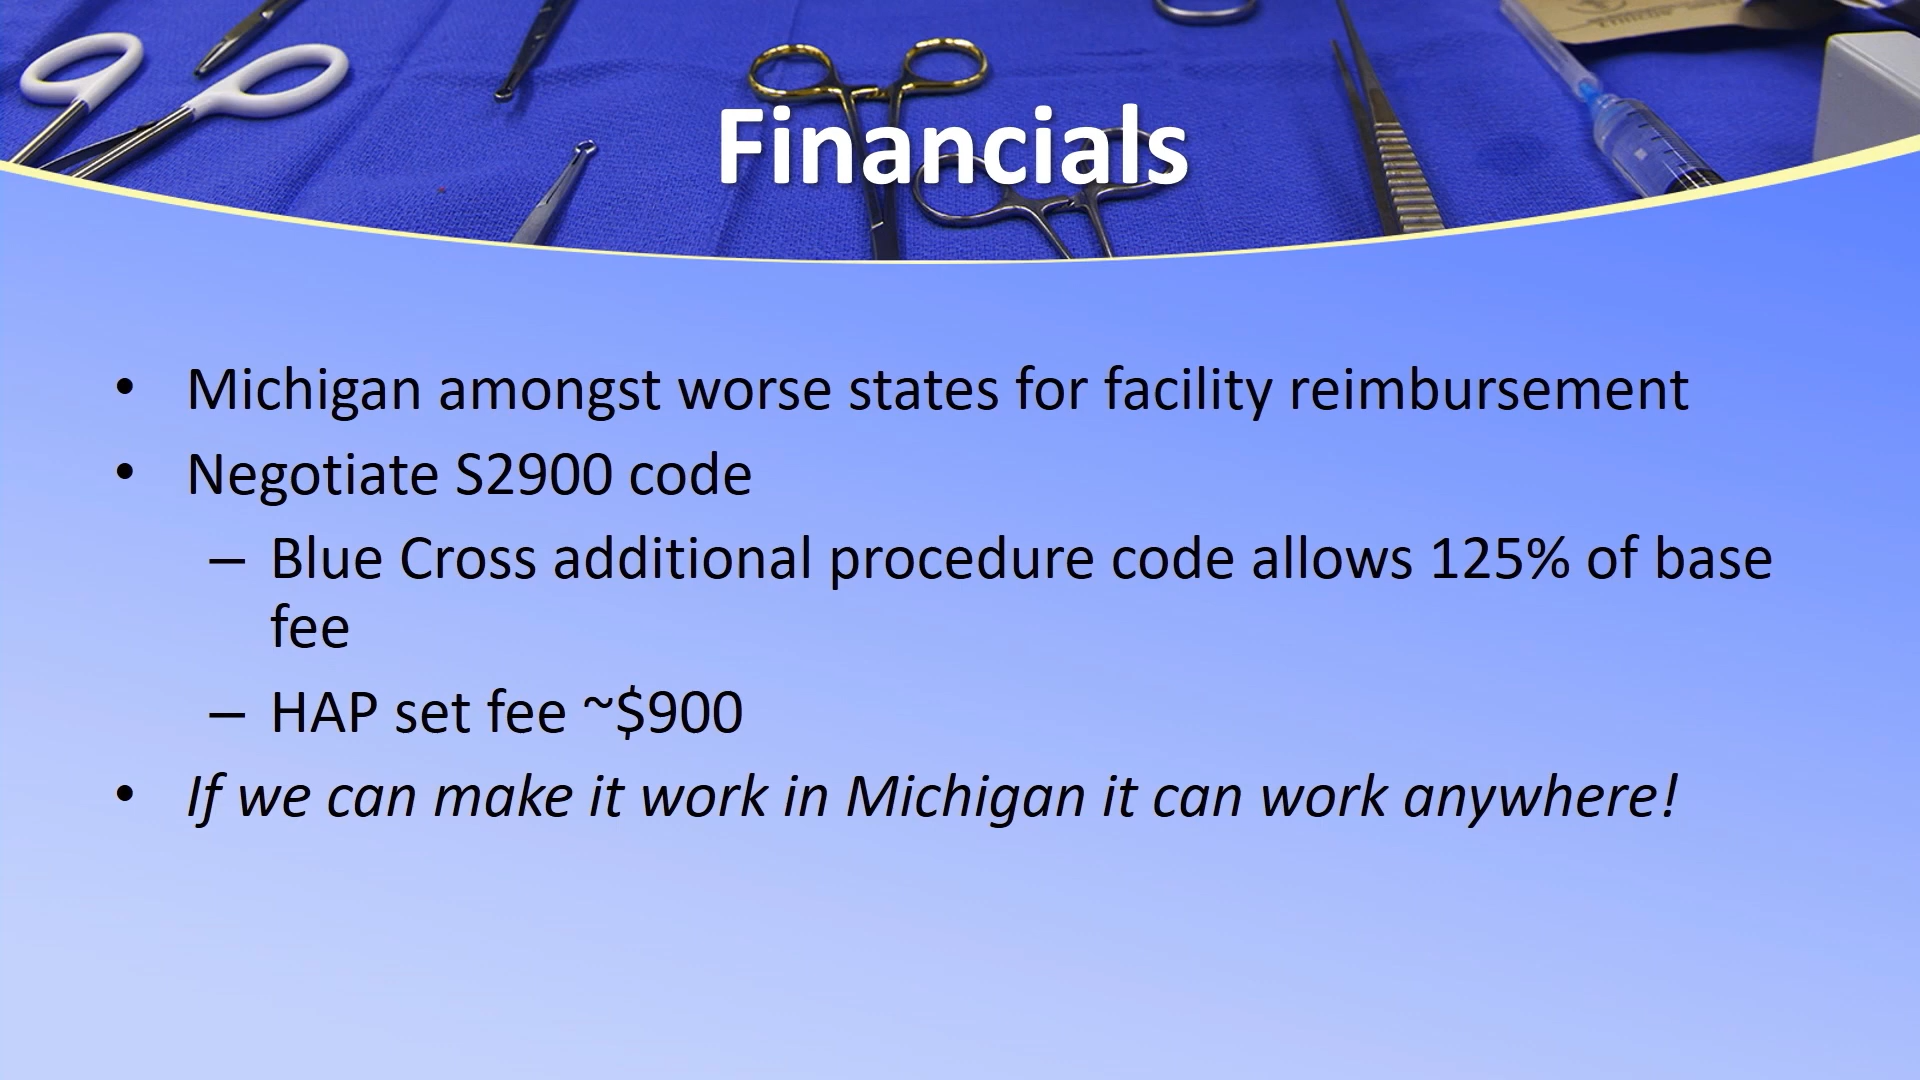 Financials
• Michigan amongst worse states for facility reimbursement
• Negotiate S2900 code
– Blue Cross additional procedure code allows 125% of base
fee
– HAP set fee ~$900
• If we can make it work in Michigan it can work anywhere!